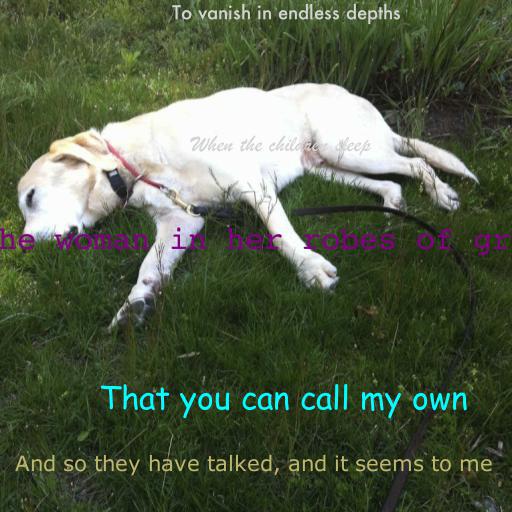 To vanish in endless depths
When the children sleep
he woman in her robes of gr
That you can call my own
And so they have talked, and it seems to me